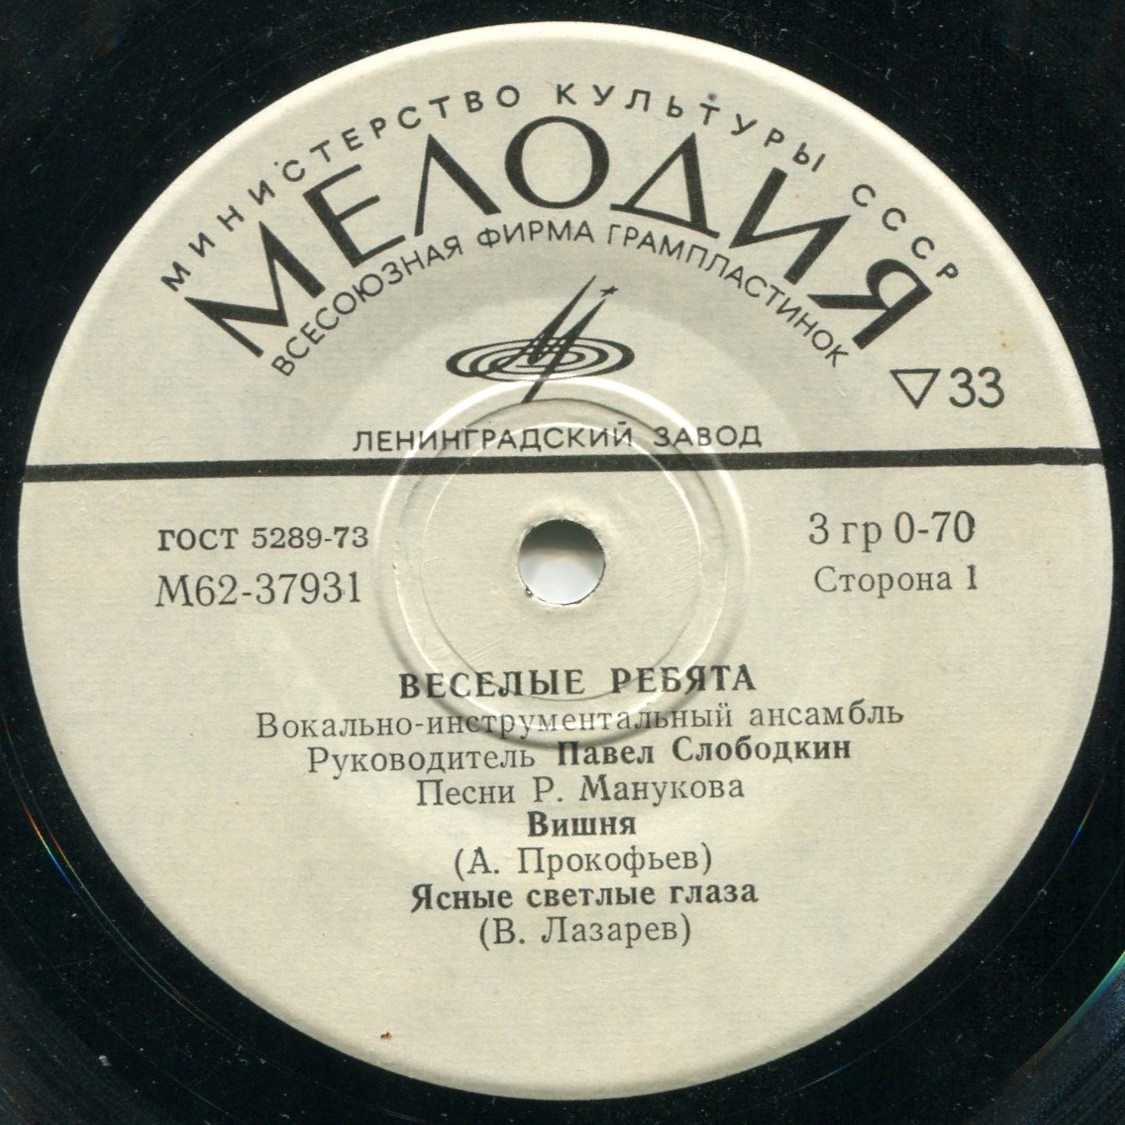 МИНИСТЕРСТВО КУЛЬТУРЫ СССР
МЕЛОДИЯ
ВСЕСОЮЗНАЯ ФИРМА ГРАМПЛАСТИНОК
▽33
ЛЕНИНГРАДСКИЙ ЗАВОД
ГОСТ 5289-73
3 гр 0-70
М62-37931
Сторона 1
ВЕСЕЛЫЕ РЕБЯТА
Вокально-инструментальный ансамбль
Руководитель Павел Слободкин
Песни Р. Манукова
Вишня
(А. Прокофьев)
Ясные светлые глаза
(В. Лазарев)